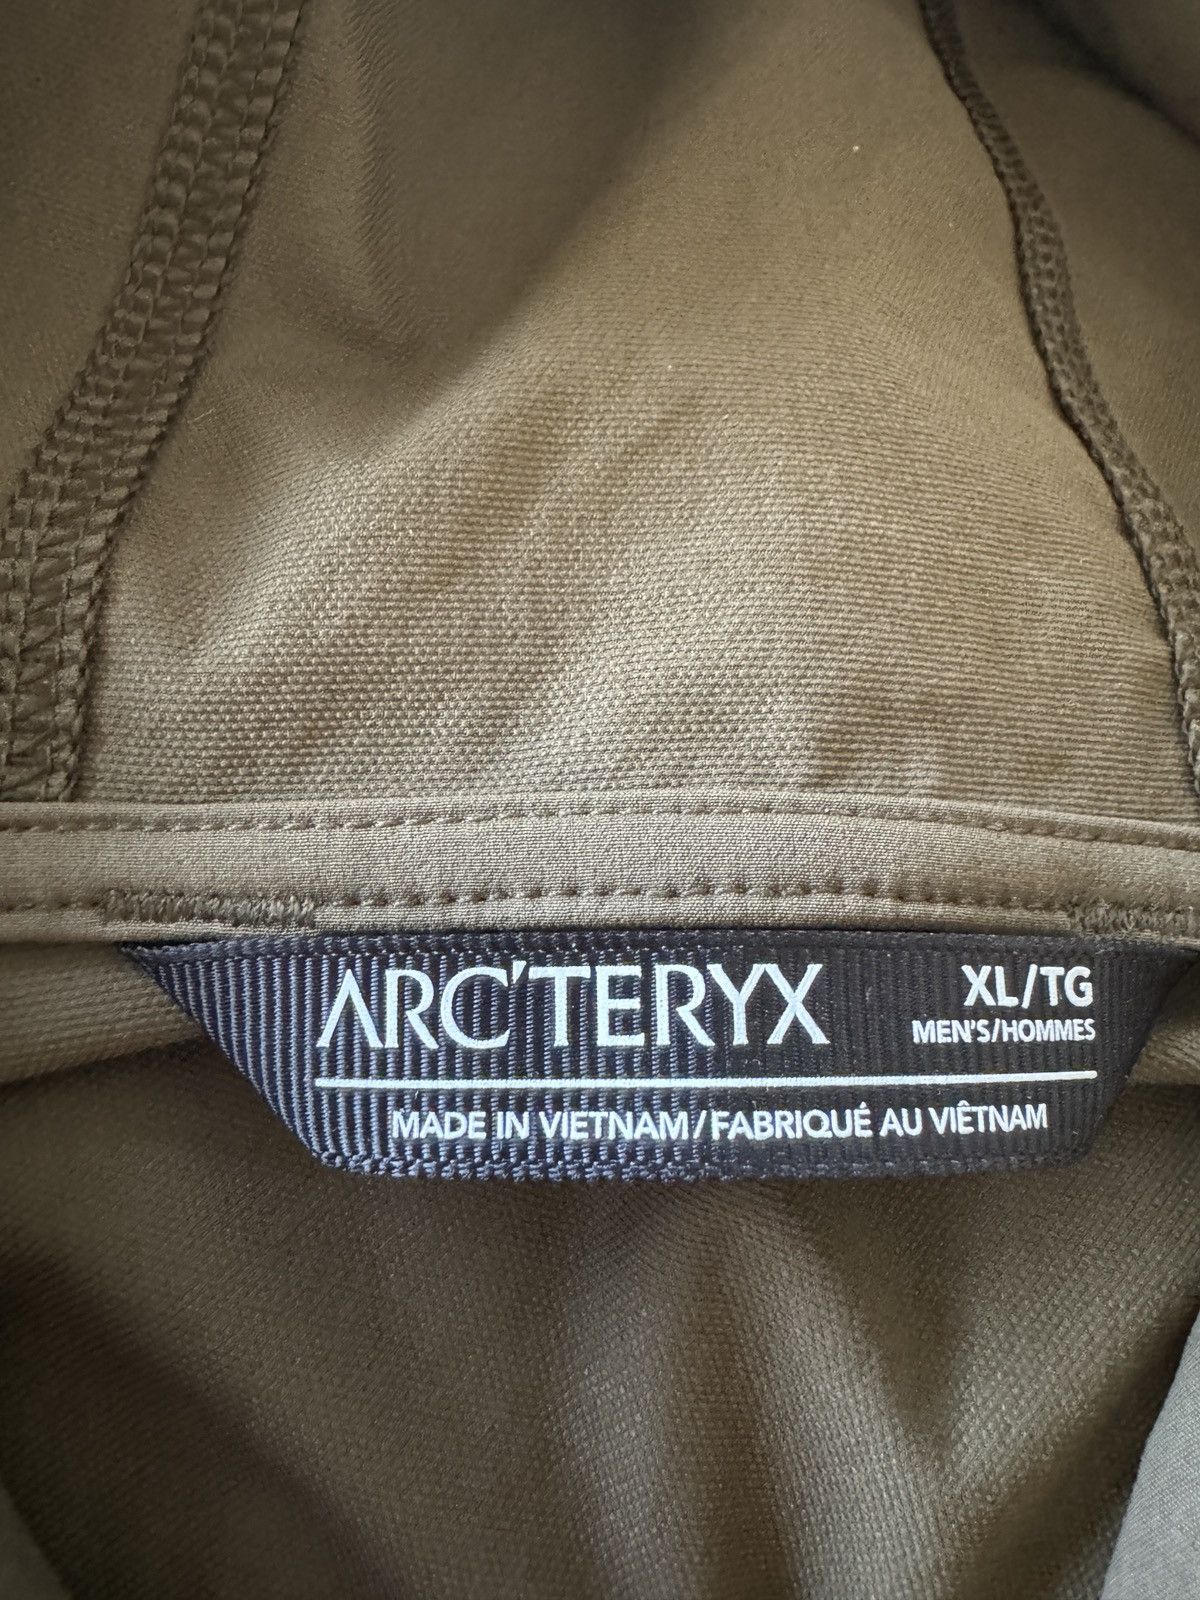 ARC'TERYX
XL/TG
MEN'S/HOMMES
MADE IN VIETNAM/FABRIQUÉ AU VIÊTNAM